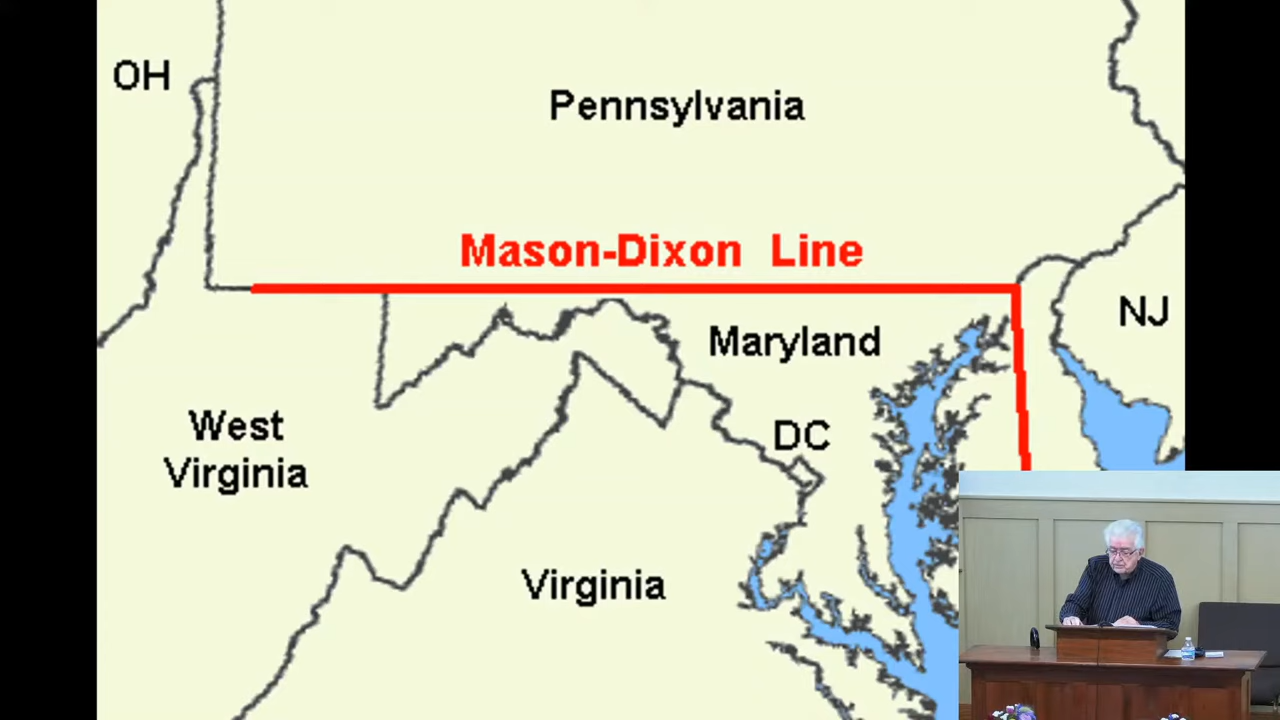 OH
Pennsylvania
Mason-Dixon Line
NJ
Maryland
West
Virginia
DC
Virginia